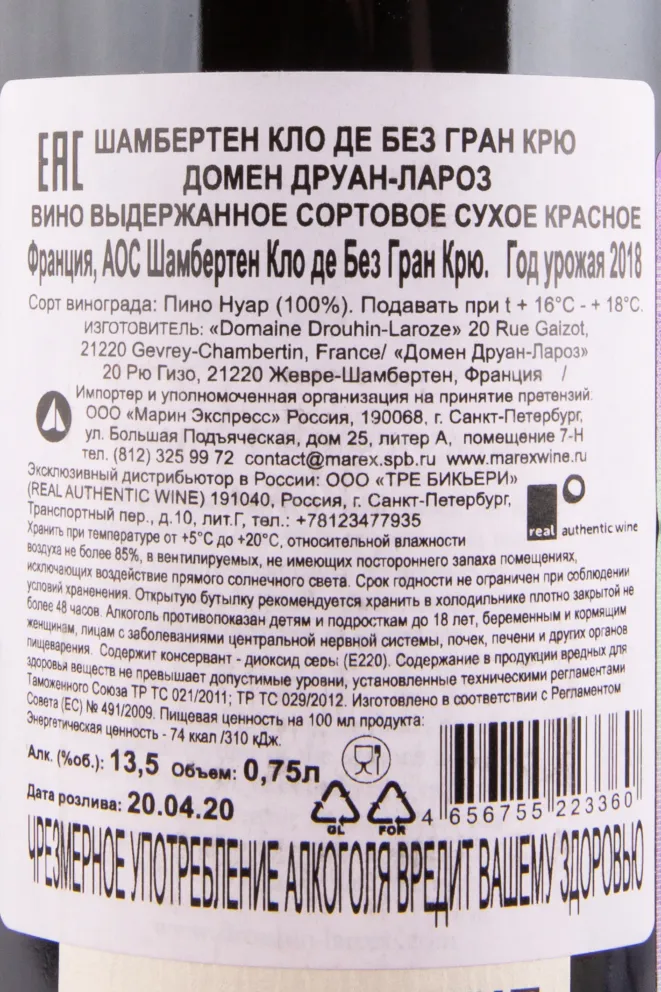 EAC ШАМБЕРТЕН КЛО ДЕ БЕЗ ГРАН КРЮ
ДОМЕН ДРУАН-ЛАРОЗ
ВИНО ВЫДЕРЖАННОЕ СОРТОВОЕ СУХОЕ КРАСНОЕ
Франция, АОС Шамбертен Кло де Без Гран Крю. Год урожая 2018
Сорт винограда: Пино Нуар (100%). Подавать при t + 16°С - + 18°С.
ИЗГОТОВИТЕЛЬ: «Domaine Drouhin-Laroze» 20 Rue Gaizot,
21220 Gevrey-Chambertin, France/ «Домен Друан-Лароз»
20 Рю Гизо, 21220 Жевре-Шамбертен, Франция /
Импортер и уполномоченная организация на принятие претензий:
ООО «Марин Экспресс» Россия, 190068, г. Санкт-Петербург,
ул. Большая Подъяческая, дом 25, литер А, помещение 7-Н
тел. (812) 325 99 72 contact@marex.spb.ru www.marexwine.ru
Эксклюзивный дистрибьютор в России: ООО «ТРЕ БИКЬЕРИ»
(REAL AUTHENTIC WINE) 191040, Россия, г. Санкт-Петербург,
Транспортный пер., д.10, лит.Г, тел.: +78123477935
real authentic wine
Хранить при температуре от +5°С до +20°С, относительной влажности
воздуха не более 85%, в вентилируемых, не имеющих постороннего запаха помещениях,
исключающих воздействие прямого солнечного света. Срок годности не ограничен при соблюдении
условий хранения. Открытую бутылку рекомендуется хранить в холодильнике плотно закрытой не
более 48 часов. Алкоголь противопоказан детям и подросткам до 18 лет, беременным и кормящим
женщинам, лицам с заболеваниями центральной нервной системы, почек, печени и других органов
пищеварения. Содержит консервант - диоксид серы (Е220). Содержание в продукции вредных для
здоровья веществ не превышает допустимые уровни, установленные техническими регламентами
Таможенного Союза ТР ТС 021/2011; ТР ТС 029/2012. Изготовлено в соответствии с Регламентом
Совета (ЕС) № 491/2009. Пищевая ценность на 100 мл продукта:
Энергетическая ценность - 74 ккал /310 кДж.
Алк. (%об.): 13,5 Объем: 0,75л
Дата розлива: 20.04.20
GL FOR
4 656755 223360
ЧРЕЗМЕРНОЕ УПОТРЕБЛЕНИЕ АЛКОГОЛЯ ВРЕДИТ ВАШЕМУ ЗДОРОВЬЮ